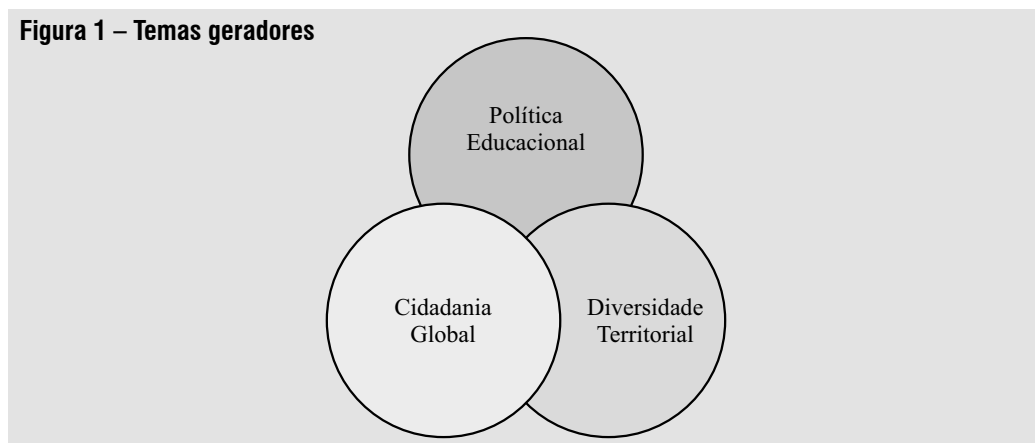 Figura 1 – Temas geradores
Política
Educacional
Cidadania
Global
Diversidade
Territorial